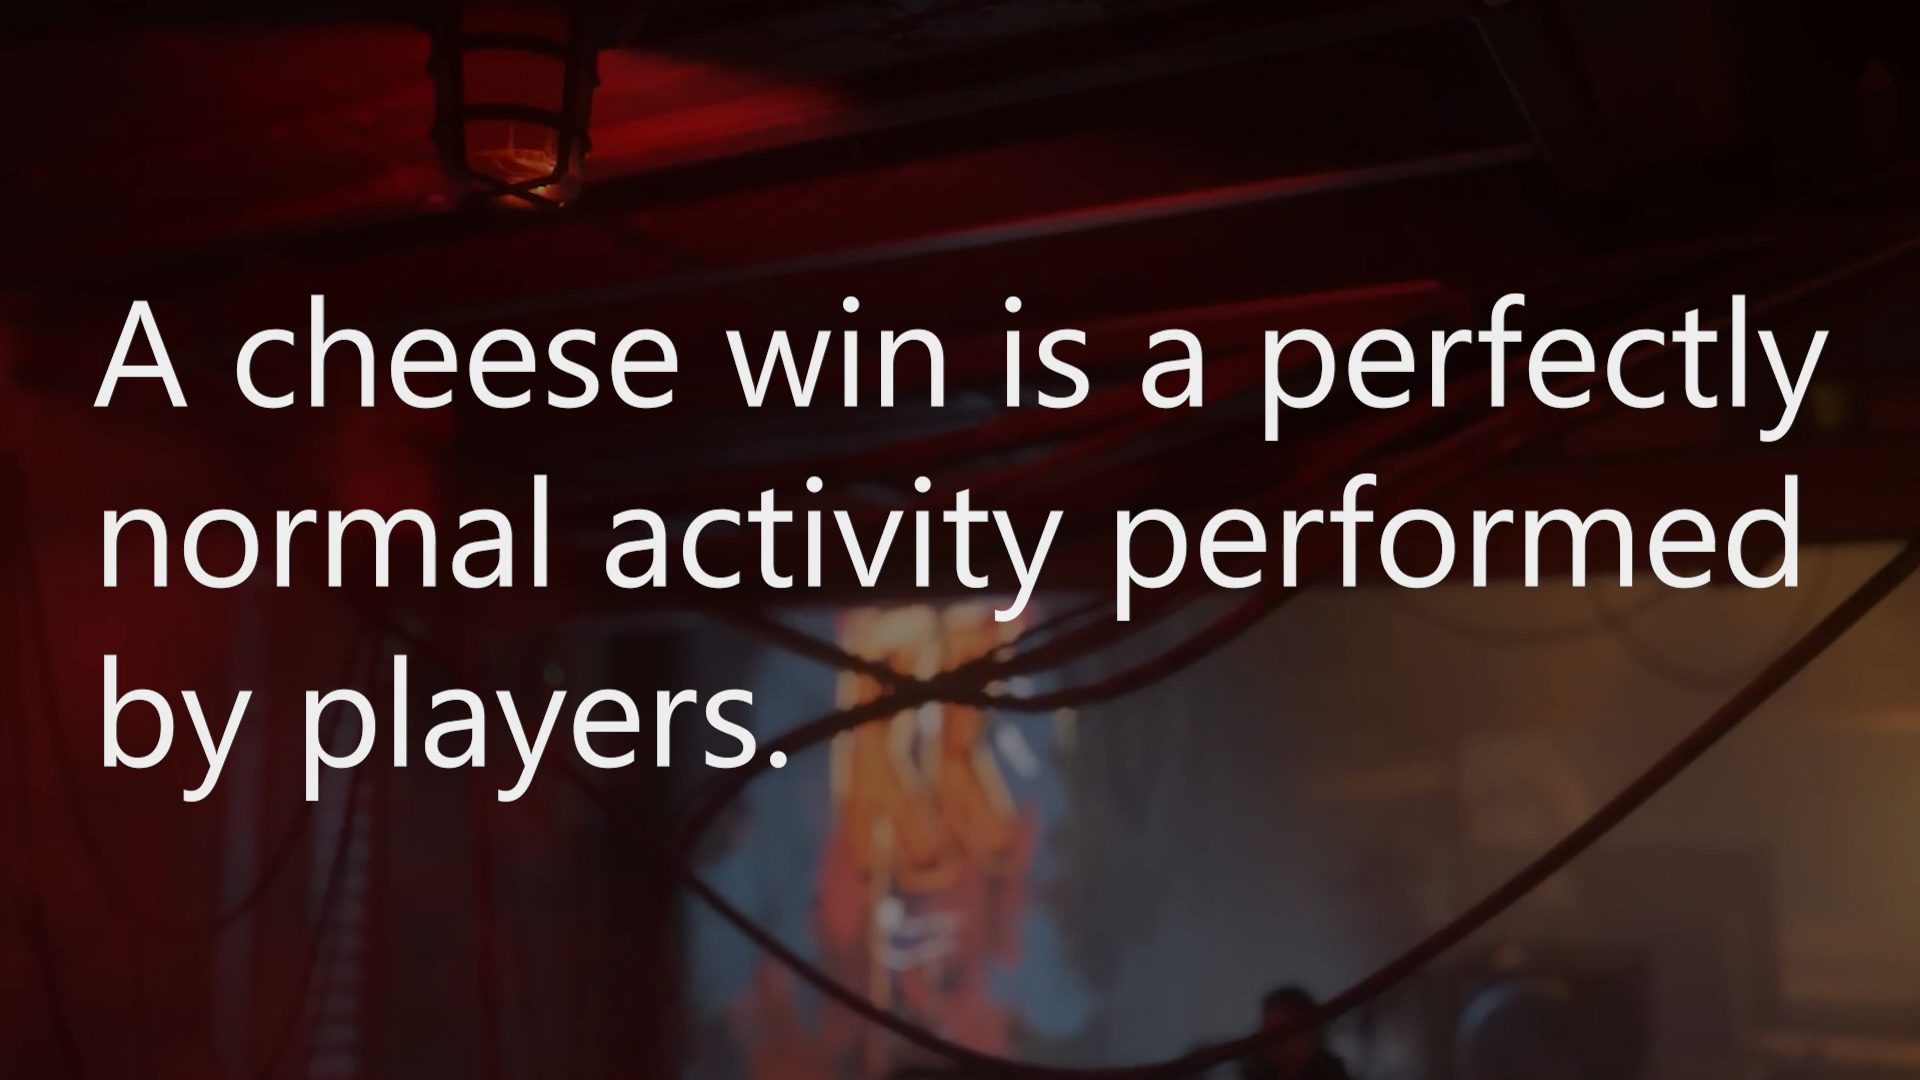 A cheese win is a perfectly
normal activity performed
by players.